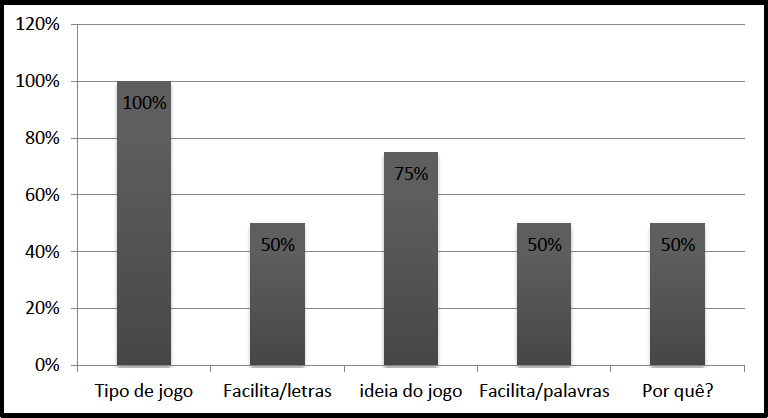 120%
100%
80%
60%
40%
20%
0%
100%
50%
75%
50%
50%
Tipo de jogo
Facilita/letras
ideia do jogo
Facilita/palavras
Por quê?